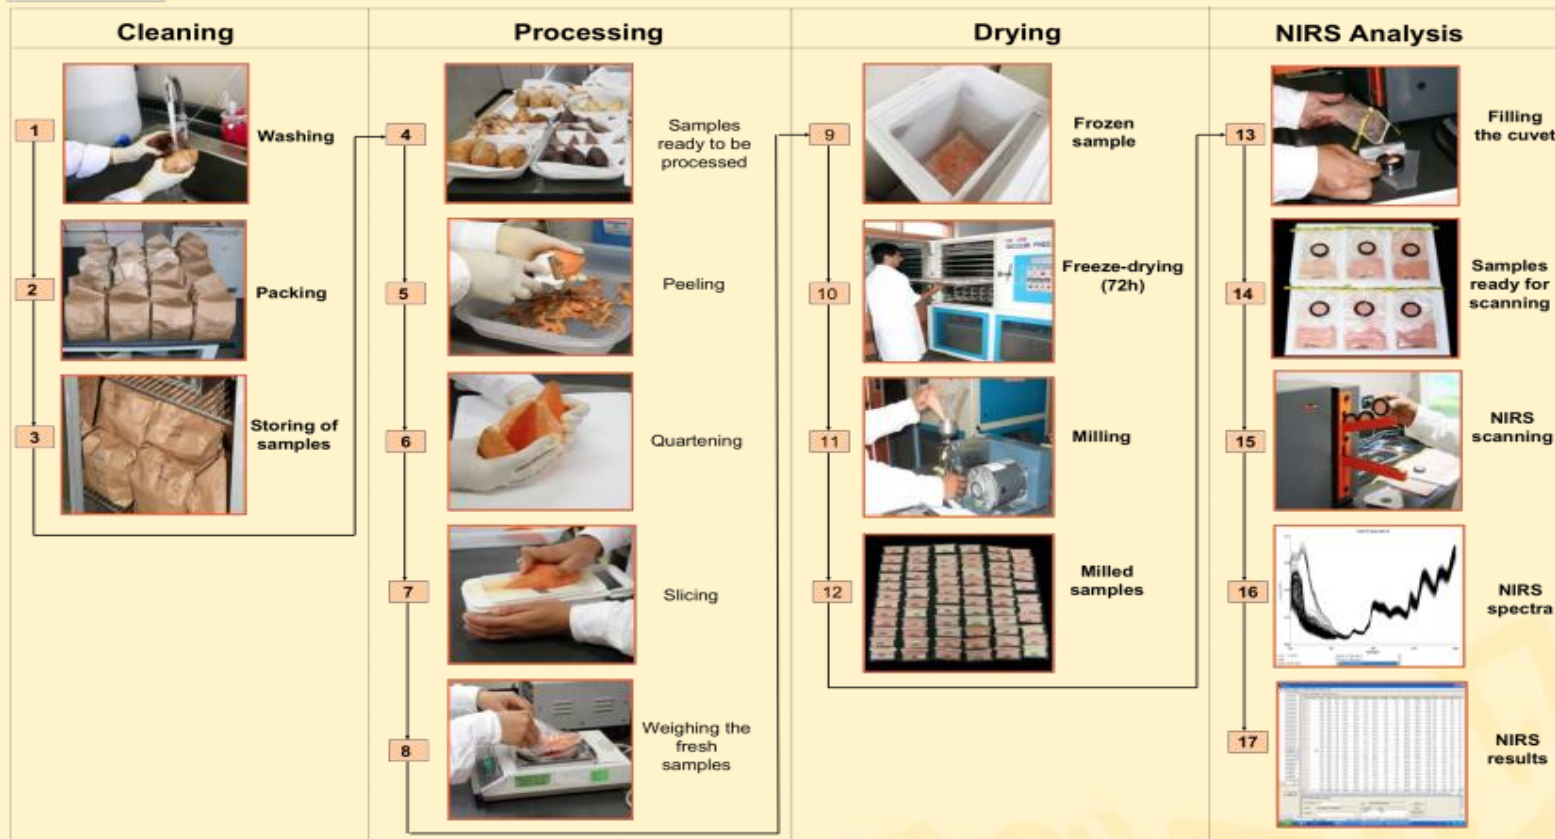 Cleaning
1
Washing
2
Packing
3
Storing of
samples
Processing
4
Samples
ready to be
processed
5
Peeling
6
Quartening
7
Slicing
8
Weighing the
fresh
samples
Drying
9
Frozen
sample
10
Freeze-drying
(72h)
11
Milling
12
Milled
samples
NIRS Analysis
13
Filling
the cuvet
14
Samples
ready for
scanning
15
NIRS
scanning
16
NIRS
spectra
17
NIRS
results